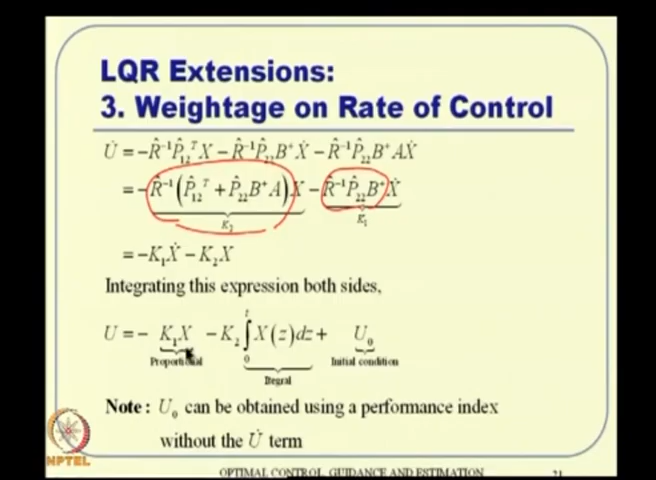 LQR Extensions:
3. Weightage on Rate of Control
U̇ = −R̂⁻¹P̂₁₂ᵀX − R̂⁻¹P̂₂₂B⁺Ẋ − R̂⁻¹P̂₂₂B⁺AẊ
= −R̂⁻¹(P̂₁₂ᵀ + P̂₂₂B⁺A)X − R̂⁻¹P̂₂₂B⁺Ẋ
K₂ K₁
= −K₁Ẋ − K₂X
Integrating this expression both sides,
U = − K₁X − K₂ ∫₀ᵗ X(z)dz + U₀
Proportional Itegral Initial condition
Note : U₀ can be obtained using a performance index
without the U̇ term
NPTEL
OPTIMAL CONTROL, GUIDANCE AND ESTIMATION 21